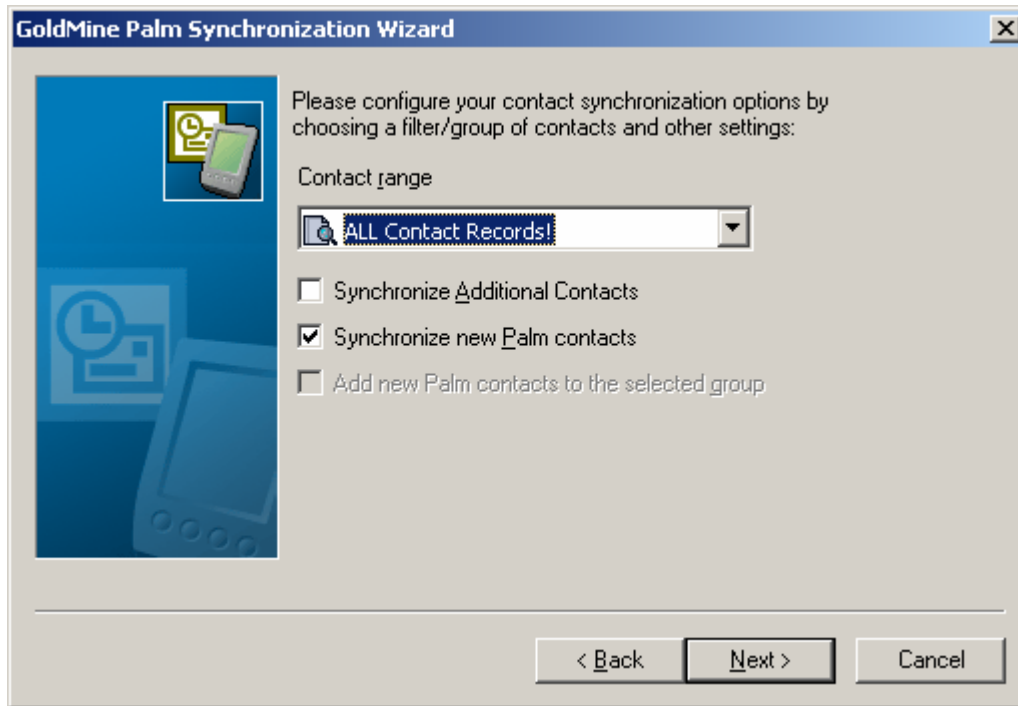 GoldMine Palm Synchronization Wizard
Please configure your contact synchronization options by
choosing a filter/group of contacts and other settings:
Contact range
ALL Contact Records!
Synchronize Additional Contacts
Synchronize new Palm contacts
Add new Palm contacts to the selected group
< Back
Next >
Cancel